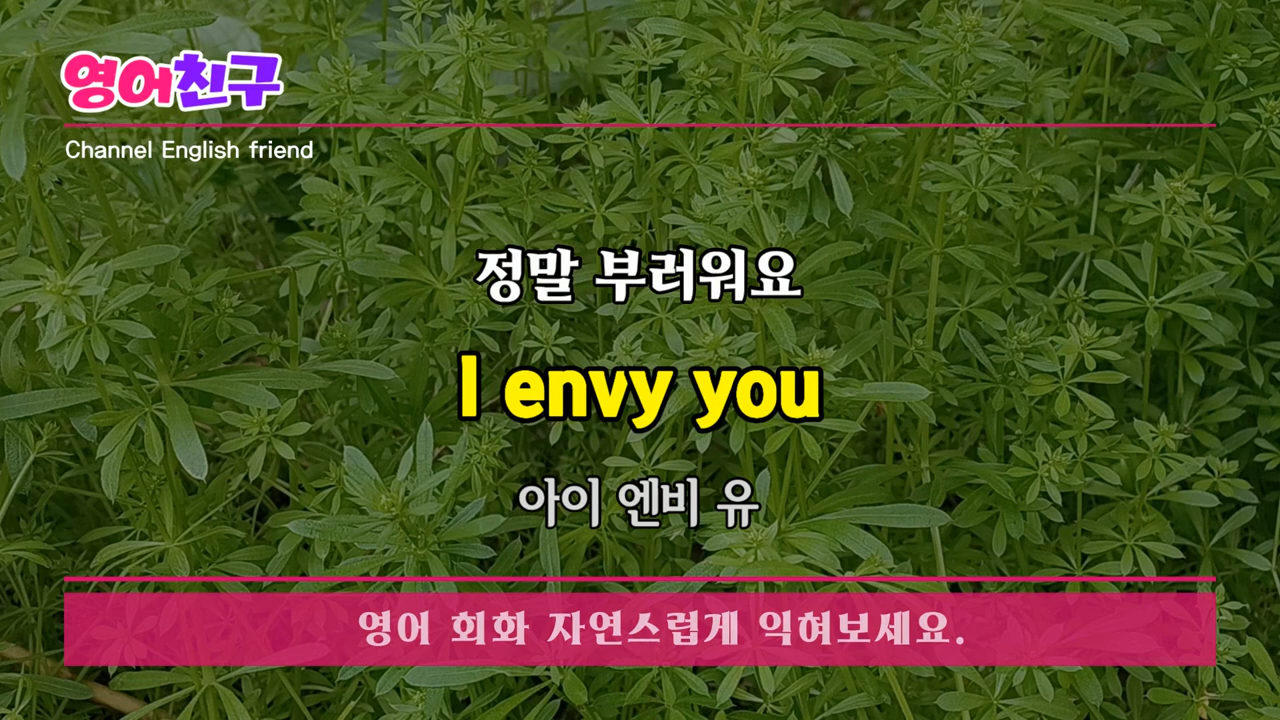 영어친구
Channel English friend
정말 부러워요
I envy you
아이 엔비 유
영어 회화 자연스럽게 익혀보세요.